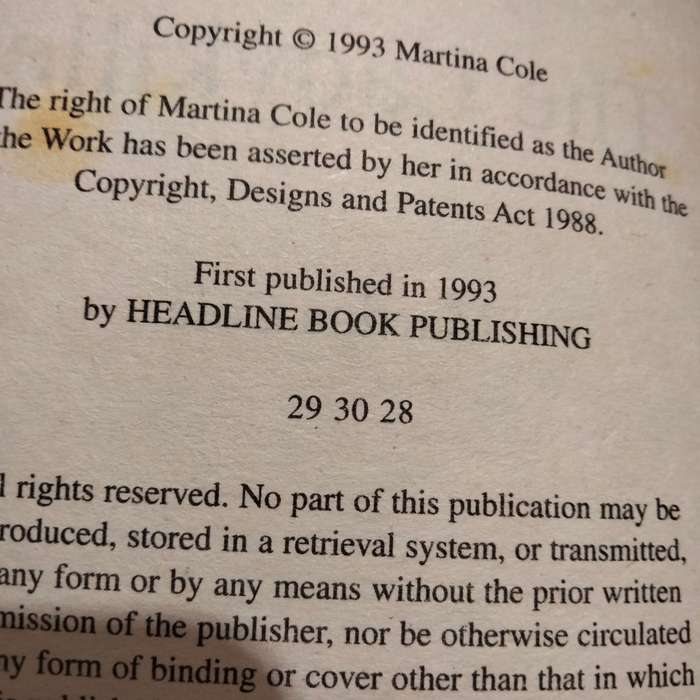 Copyright © 1993 Martina Cole
The right of Martina Cole to be identified as the Author
the Work has been asserted by her in accordance with the
Copyright, Designs and Patents Act 1988.
First published in 1993
by HEADLINE BOOK PUBLISHING
29 30 28
l rights reserved. No part of this publication may be
roduced, stored in a retrieval system, or transmitted,
any form or by any means without the prior written
mission of the publisher, nor be otherwise circulated
ny form of binding or cover other than that in which